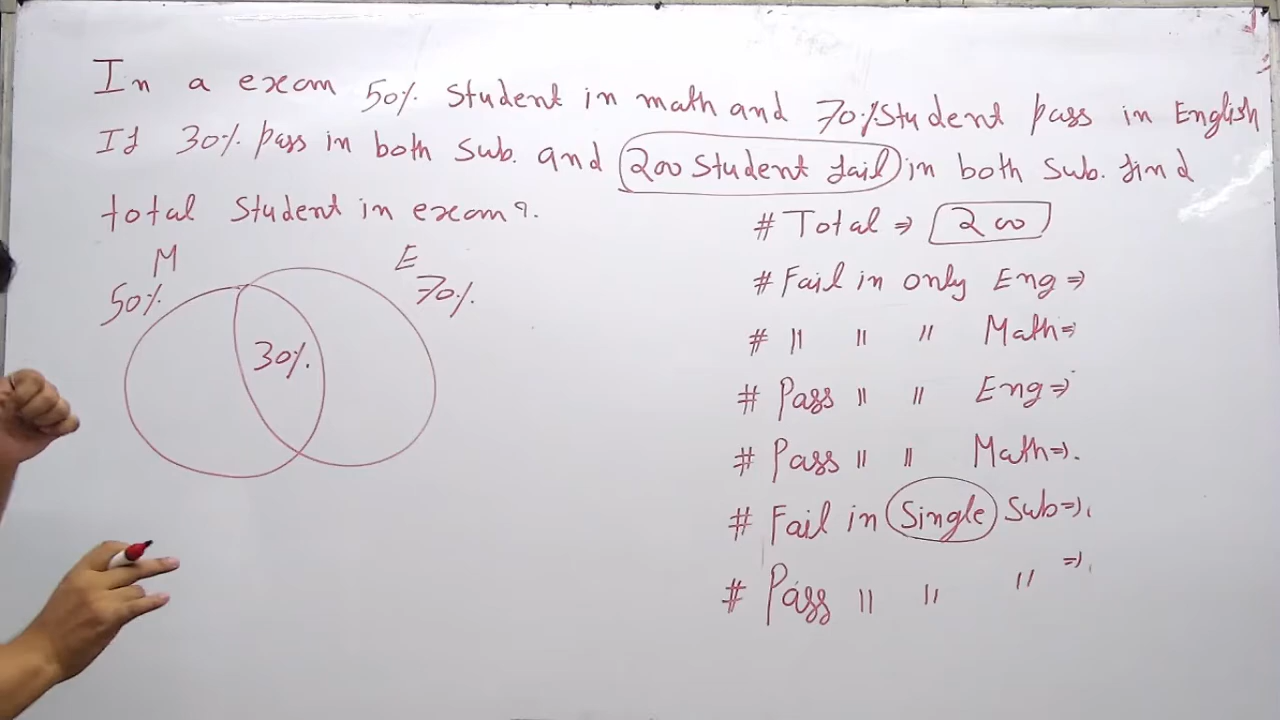 In a exam 50% Student in math and 70% Student pass in English
If 30% pass in both sub. and 200 Student fail in both sub. find
total Student in exam?.
M
50%
E
70%
30%
# Total ⇒ 200
# Fail in only Eng ⇒
# " " " Math ⇒
# Pass " " Eng ⇒
# Pass " " Math ⇒.
# Fail in Single Sub ⇒
# Pass " " " ⇒